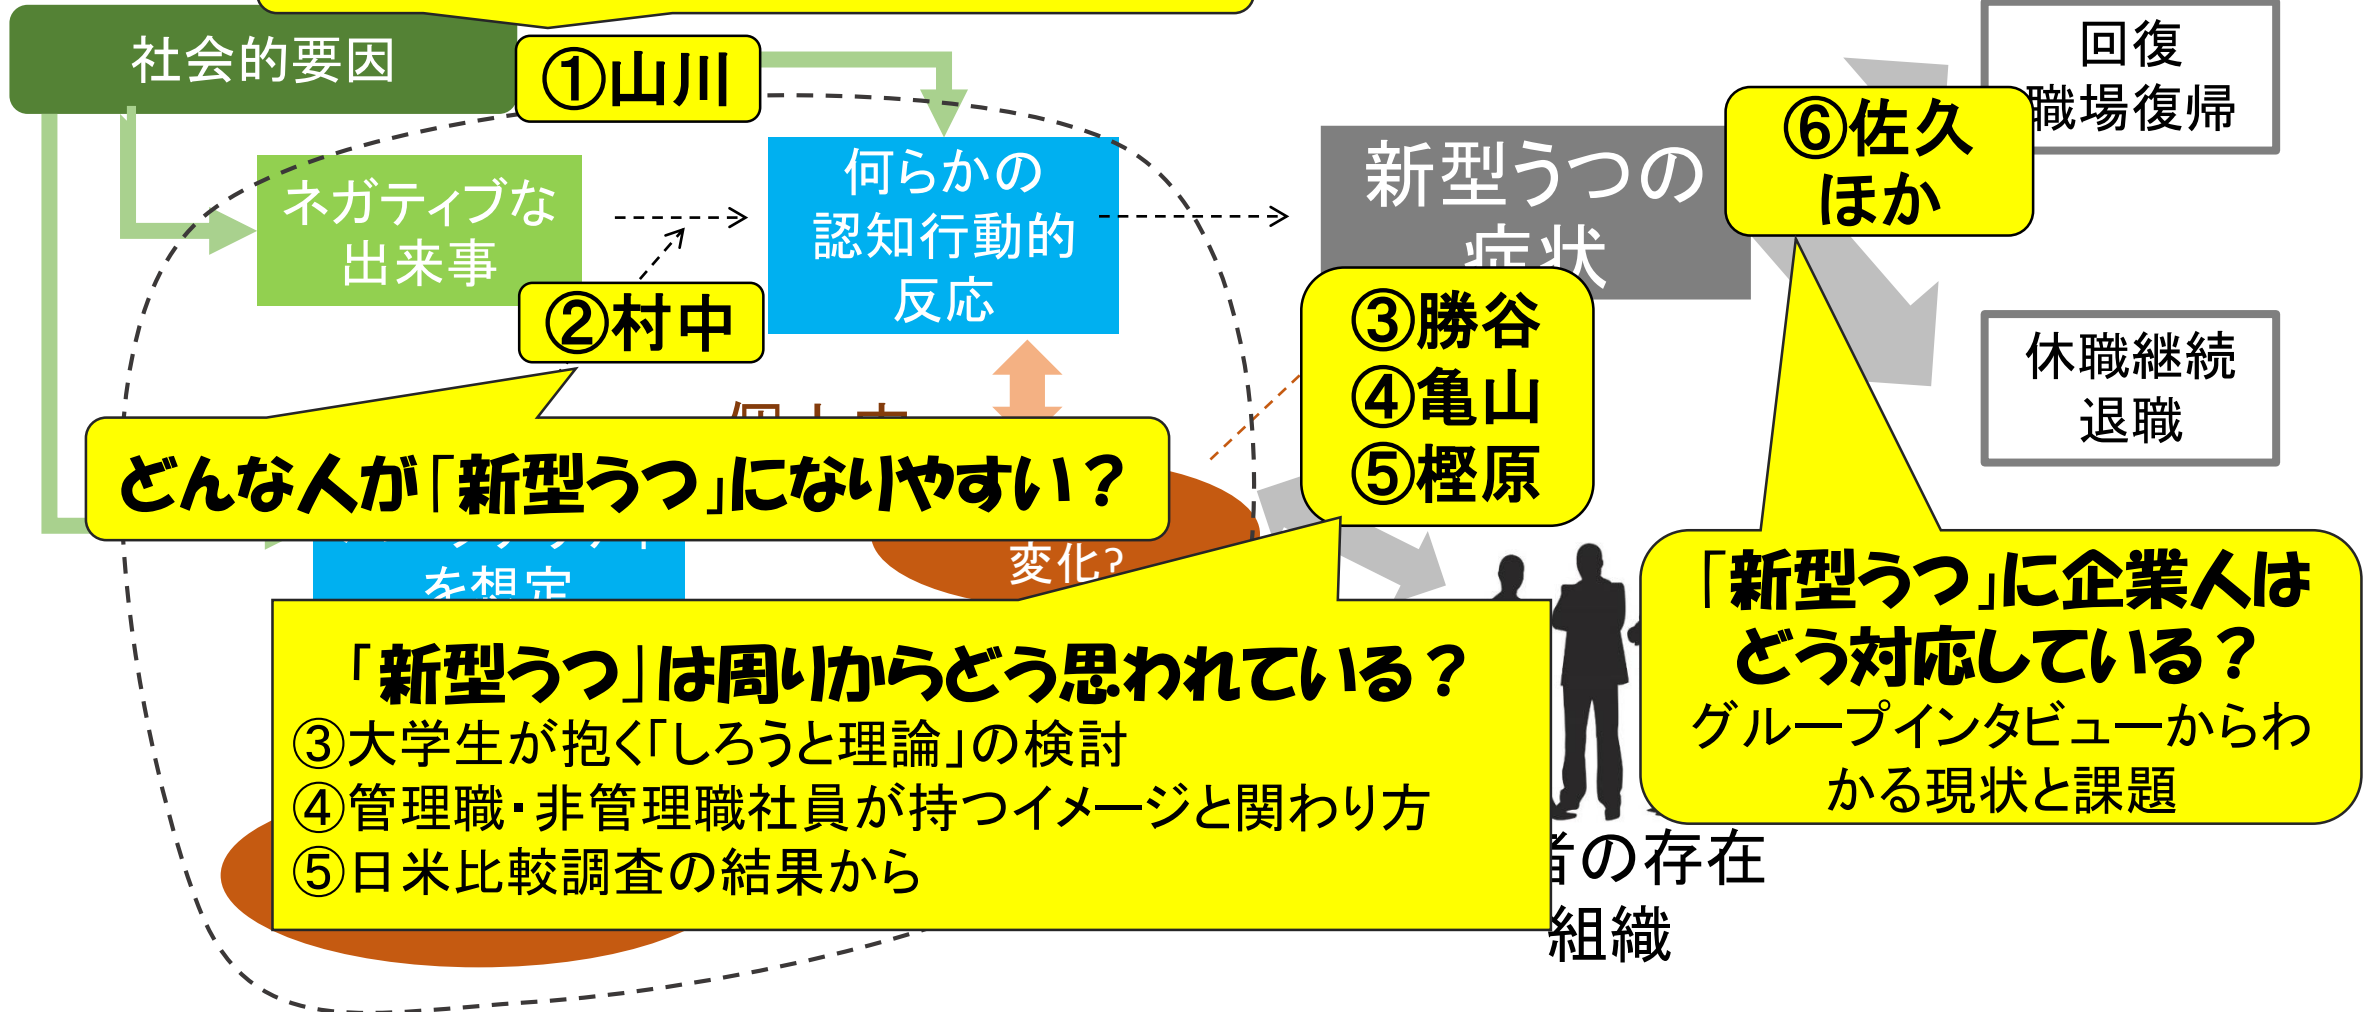 社会的要因
①山川
回復
職場復帰
⑥佐久
ほか
ネガティブな
出来事
何らかの
認知行動的
反応
新型うつの
症状
②村中
③勝谷
④亀山
⑤樫原
休職継続
退職
どんな人が「新型うつ」になりやすい？
変化？
を想定
「新型うつ」は周りからどう思われている？
③大学生が抱く「しろうと理論」の検討
④管理職・非管理職社員が持つイメージと関わり方
⑤日米比較調査の結果から
「新型うつ」に企業人は
どう対応している？
グループインタビューからわ
かる現状と課題
者の存在
組織